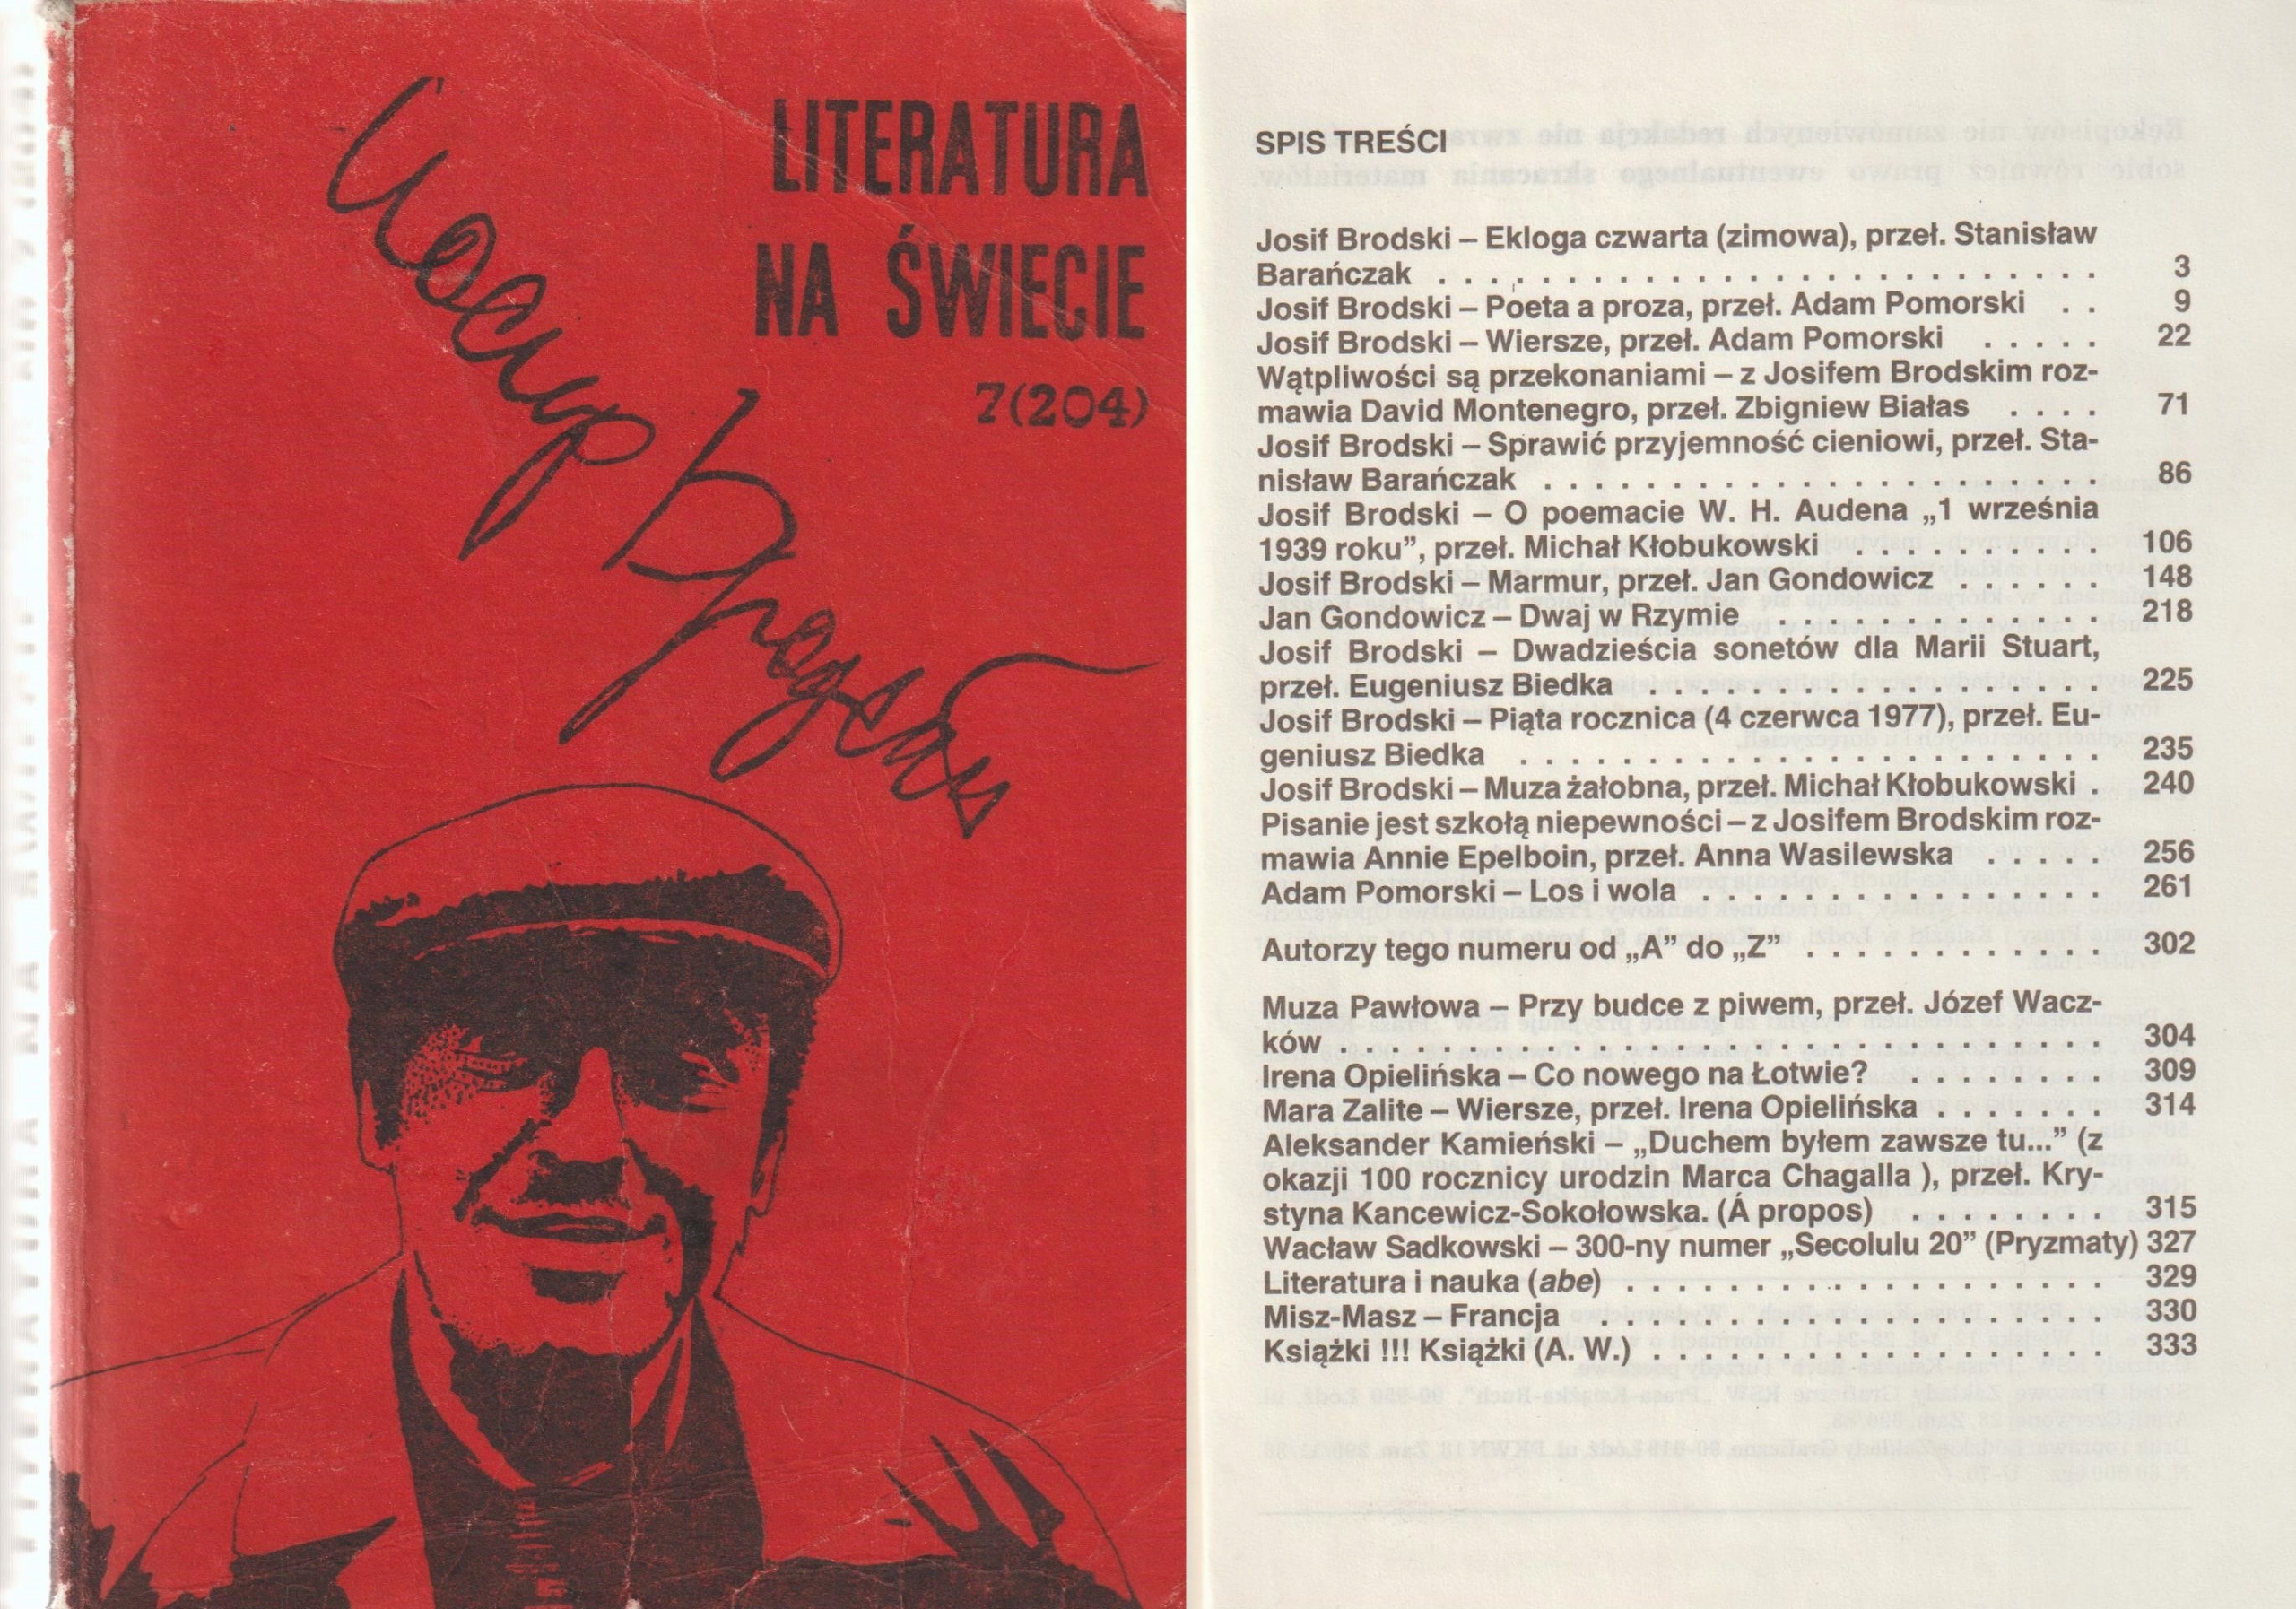 LITERATURA
NA ŚWIECIE
7(204)
Иосиф Бродский
SPIS TREŚCI
Josif Brodski – Ekloga czwarta (zimowa), przeł. Stanisław
Barańczak . . . . . . . . . . . . . . . . . . . . . . . . 3
Josif Brodski – Poeta a proza, przeł. Adam Pomorski . . 9
Josif Brodski – Wiersze, przeł. Adam Pomorski . . . . . 22
Wątpliwości są przekonaniami – z Josifem Brodskim roz-
mawia David Montenegro, przeł. Zbigniew Białas . . . . 71
Josif Brodski – Sprawić przyjemność cieniowi, przeł. Sta-
nisław Barańczak . . . . . . . . . . . . . . . . . . . . 86
Josif Brodski – O poemacie W. H. Audena „1 września
1939 roku”, przeł. Michał Kłobukowski . . . . . . . . . . 106
Josif Brodski – Marmur, przeł. Jan Gondowicz . . . . . . 148
Jan Gondowicz – Dwaj w Rzymie . . . . . . . . . . . . 218
Josif Brodski – Dwadzieścia sonetów dla Marii Stuart,
przeł. Eugeniusz Biedka . . . . . . . . . . . . . . . . . 225
Josif Brodski – Piąta rocznica (4 czerwca 1977), przeł. Eu-
geniusz Biedka . . . . . . . . . . . . . . . . . . . . . 235
Josif Brodski – Muza żałobna, przeł. Michał Kłobukowski . 240
Pisanie jest szkołą niepewności – z Josifem Brodskim roz-
mawia Annie Epelboin, przeł. Anna Wasilewska . . . . . 256
Adam Pomorski – Los i wola . . . . . . . . . . . . . . 261
Autorzy tego numeru od „A” do „Z” . . . . . . . . . . . 302
Muza Pawłowa – Przy budce z piwem, przeł. Józef Wacz-
ków . . . . . . . . . . . . . . . . . . . . . . . . . . . 304
Irena Opielińska – Co nowego na Łotwie? . . . . . . . 309
Mara Zalite – Wiersze, przeł. Irena Opielińska . . . . . . 314
Aleksander Kamieński – „Duchem byłem zawsze tu...” (z
okazji 100 rocznicy urodzin Marca Chagalla ), przeł. Kry-
styna Kancewicz-Sokołowska. (Á propos) . . . . . . . 315
Wacław Sadkowski – 300-ny numer „Secolulu 20” (Pryzmaty) 327
Literatura i nauka (abe) . . . . . . . . . . . . . . . . . 329
Misz-Masz – Francja . . . . . . . . . . . . . . . . . . 330
Książki !!! Książki (A. W.) . . . . . . . . . . . . . . . . 333